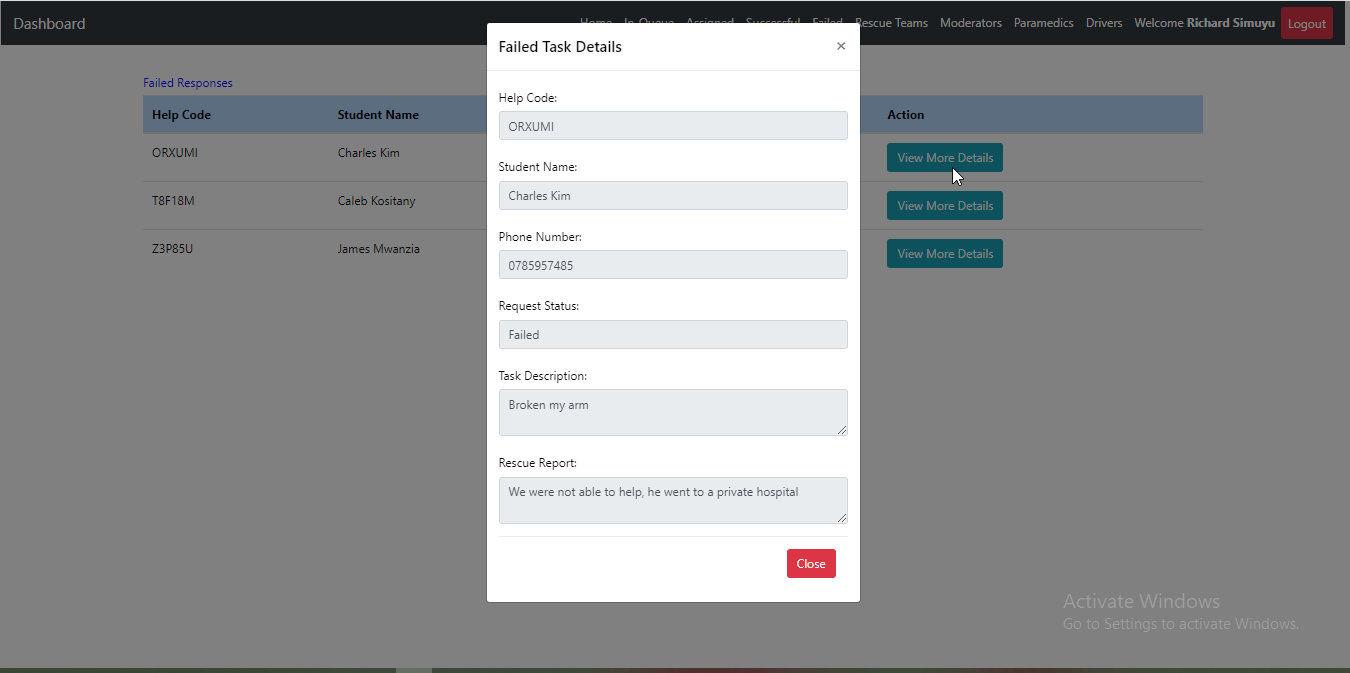 Dashboard
Home In-Queue Assigned Successful Failed Rescue Teams Moderators Paramedics Drivers Welcome Richard Simuyu Logout
Failed Task Details ×
Failed Responses
Help Code Student Name Action
ORXUMI Charles Kim View More Details
T8F18M Caleb Kositany View More Details
Z3P85U James Mwanzia View More Details
Help Code:
ORXUMI
Student Name:
Charles Kim
Phone Number:
0785957485
Request Status:
Failed
Task Description:
Broken my arm
Rescue Report:
We were not able to help, he went to a private hospital
Close
Activate Windows
Go to Settings to activate Windows.